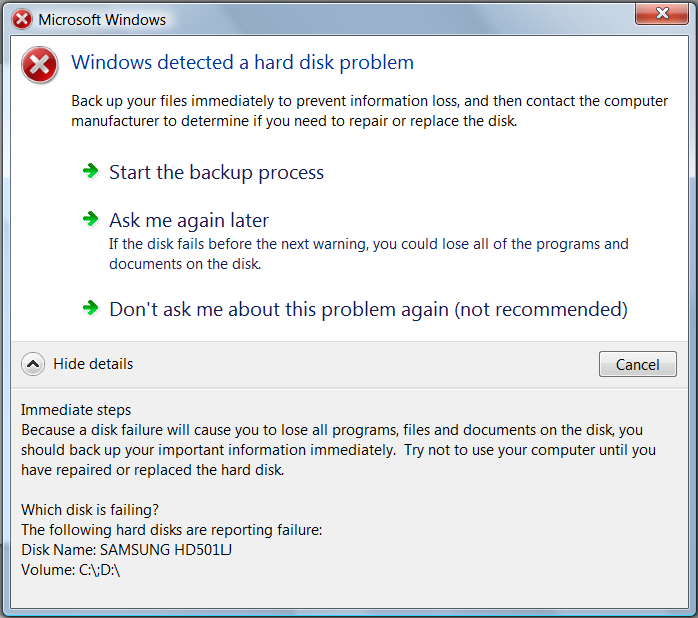 Microsoft Windows
Windows detected a hard disk problem
Back up your files immediately to prevent information loss, and then contact the computer
manufacturer to determine if you need to repair or replace the disk.
Start the backup process
Ask me again later
If the disk fails before the next warning, you could lose all of the programs and
documents on the disk.
Don't ask me about this problem again (not recommended)
Hide details
Cancel
Immediate steps
Because a disk failure will cause you to lose all programs, files and documents on the disk, you
should back up your important information immediately.  Try not to use your computer until you
have repaired or replaced the hard disk.
Which disk is failing?
The following hard disks are reporting failure:
Disk Name: SAMSUNG HD501LJ
Volume: C:\;D:\